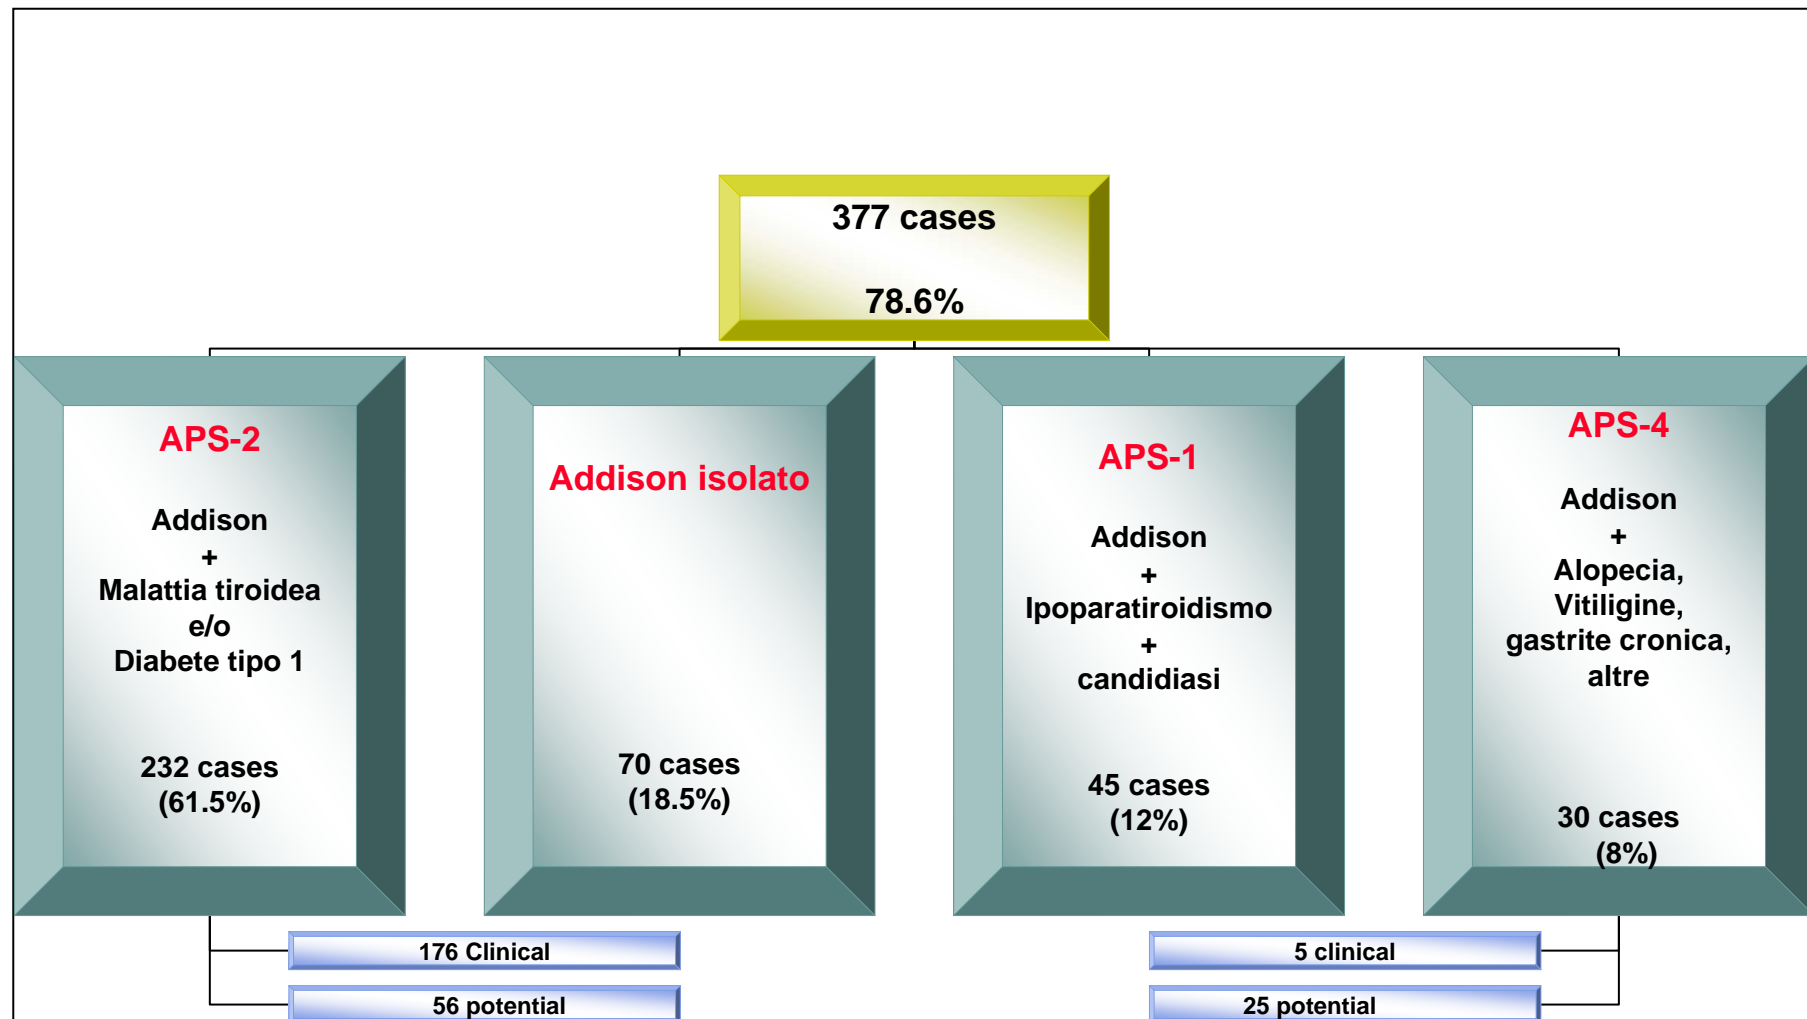 377 cases
78.6%
APS-2
Addison
+
Malattia tiroidea
e/o
Diabete tipo 1
232 cases
(61.5%)
Addison isolato
70 cases
(18.5%)
APS-1
Addison
+
Ipoparatiroidismo
+
candidiasi
45 cases
(12%)
APS-4
Addison
+
Alopecia,
Vitiligine,
gastrite cronica,
altre
30 cases
(8%)
176 Clinical
56 potential
5 clinical
25 potential